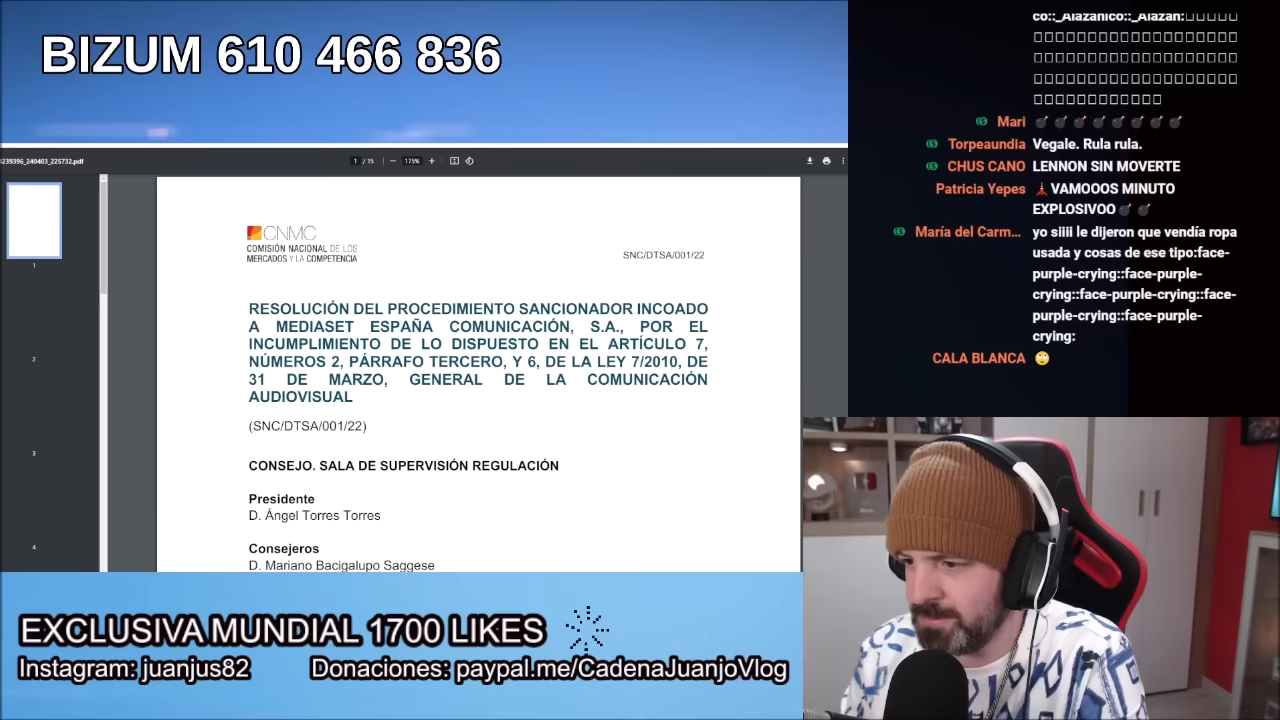 BIZUM 610 466 836
239396_240403_225732.pdf
1 / 15
175%
1
2
3
4
CNMC
COMISIÓN NACIONAL DE LOS
MERCADOS Y LA COMPETENCIA
SNC/DTSA/001/22
RESOLUCIÓN DEL PROCEDIMIENTO SANCIONADOR INCOADO
A MEDIASET ESPAÑA COMUNICACIÓN, S.A., POR EL
INCUMPLIMIENTO DE LO DISPUESTO EN EL ARTÍCULO 7,
NÚMEROS 2, PÁRRAFO TERCERO, Y 6, DE LA LEY 7/2010, DE
31 DE MARZO, GENERAL DE LA COMUNICACIÓN
AUDIOVISUAL
(SNC/DTSA/001/22)
CONSEJO. SALA DE SUPERVISIÓN REGULACIÓN
Presidente
D. Ángel Torres Torres
Consejeros
D. Mariano Bacigalupo Saggese
EXCLUSIVA MUNDIAL 1700 LIKES
Instagram: juanjus82 Donaciones: paypal.me/CadenaJuanjoVlog
co::_Alazanico::_Alazan:
Mari 💣💣💣💣💣💣💣💣
Torpeaundia Vegale. Rula rula.
CHUS CANO LENNON SIN MOVERTE
Patricia Yepes 🗼VAMOOOS MINUTO
EXPLOSIVOO💣💣
María del Carm... yo siiii le dijeron que vendía ropa
usada y cosas de ese tipo:face-
purple-crying::face-purple-
crying::face-purple-crying::face-
purple-crying::face-purple-
crying:
CALA BLANCA 🙄